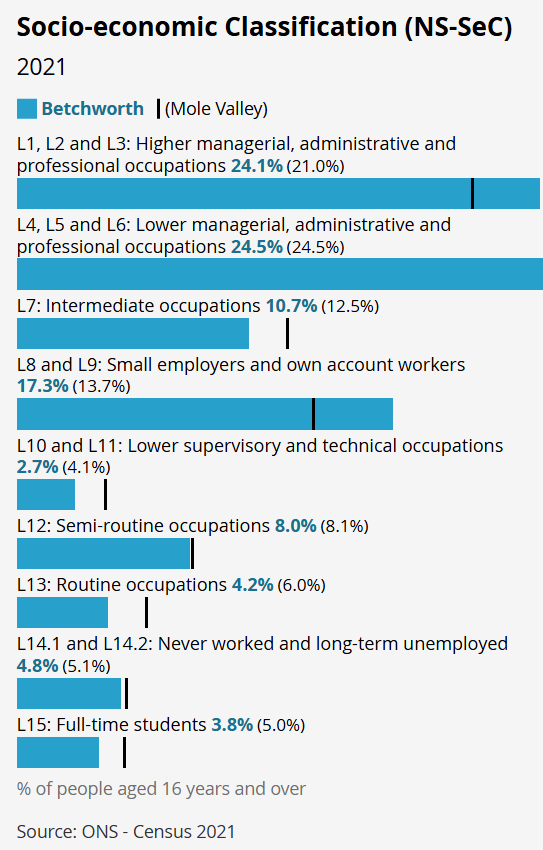 Socio-economic Classification (NS-SeC)
2021
Betchworth (Mole Valley)
L1, L2 and L3: Higher managerial, administrative and
professional occupations 24.1% (21.0%)
L4, L5 and L6: Lower managerial, administrative and
professional occupations 24.5% (24.5%)
L7: Intermediate occupations 10.7% (12.5%)
L8 and L9: Small employers and own account workers
17.3% (13.7%)
L10 and L11: Lower supervisory and technical occupations
2.7% (4.1%)
L12: Semi-routine occupations 8.0% (8.1%)
L13: Routine occupations 4.2% (6.0%)
L14.1 and L14.2: Never worked and long-term unemployed
4.8% (5.1%)
L15: Full-time students 3.8% (5.0%)
% of people aged 16 years and over
Source: ONS - Census 2021